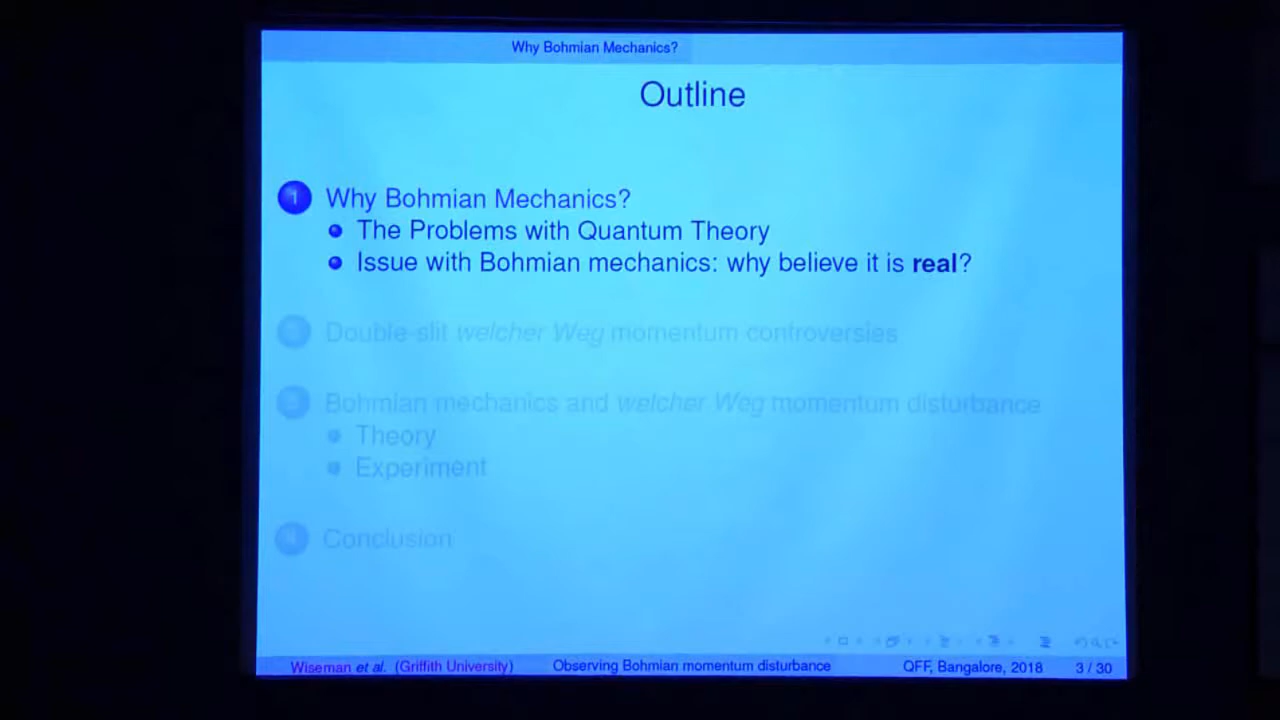 Why Bohmian Mechanics?
Outline
1 Why Bohmian Mechanics?
The Problems with Quantum Theory
Issue with Bohmian mechanics: why believe it is real?
Double-slit welcher Weg momentum controversies
3 Bohmian mechanics and welcher Weg momentum disturbance
Theory
Experiment
4 Conclusion
Wiseman et al. (Griffith University) Observing Bohmian momentum disturbance QFF, Bangalore, 2018 3 / 30